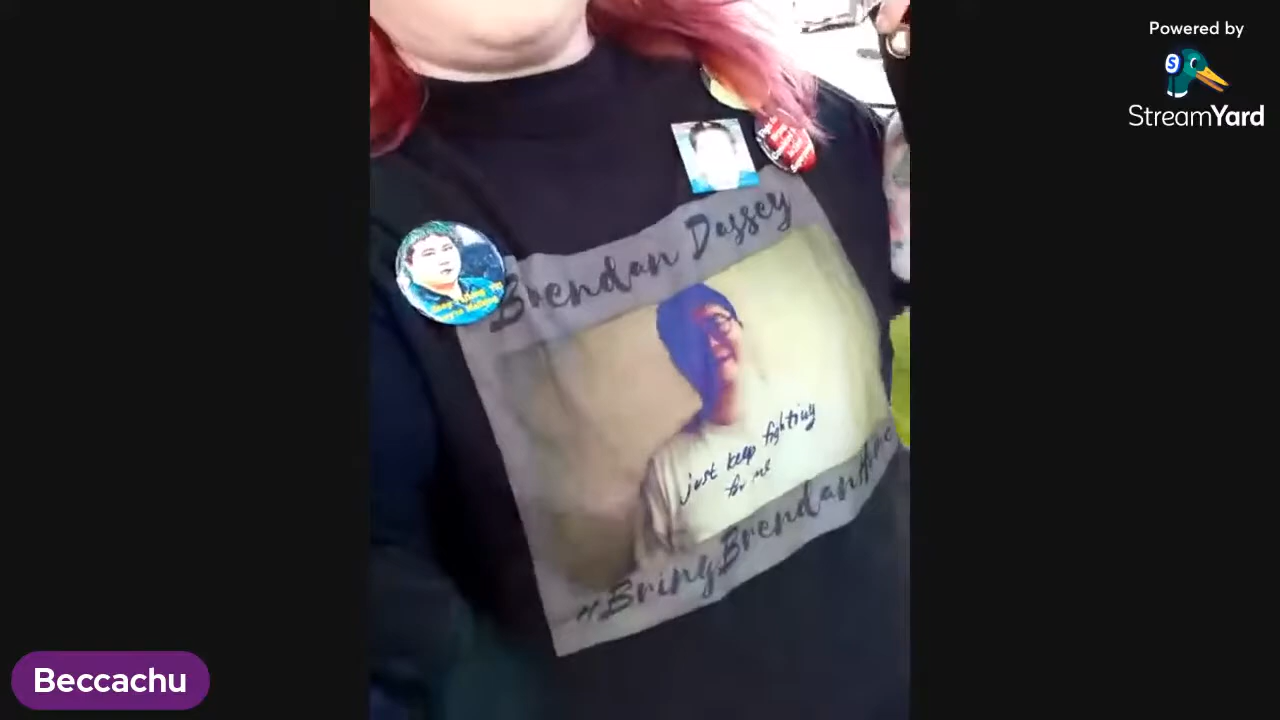 Powered by
StreamYard
Brendan Dassey
just keep fighting
for me
#BringBrendanHome
Beccachu